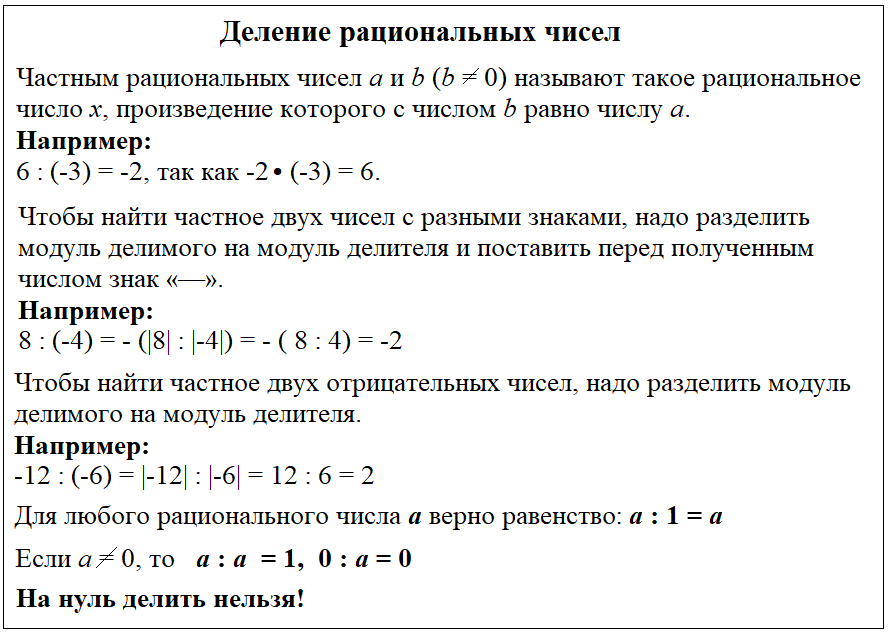 Деление рациональных чисел
Частным рациональных чисел a и b (b ≠ 0) называют такое рациональное
число x, произведение которого с числом b равно числу a.
Например:
6 : (-3) = -2, так как -2 • (-3) = 6.
Чтобы найти частное двух чисел с разными знаками, надо разделить
модуль делимого на модуль делителя и поставить перед полученным
числом знак «—».
Например:
8 : (-4) = - (|8| : |-4|) = - ( 8 : 4) = -2
Чтобы найти частное двух отрицательных чисел, надо разделить модуль
делимого на модуль делителя.
Например:
-12 : (-6) = |-12| : |-6| = 12 : 6 = 2
Для любого рационального числа a верно равенство: a : 1 = a
Если a ≠ 0, то a : a = 1, 0 : a = 0
На нуль делить нельзя!